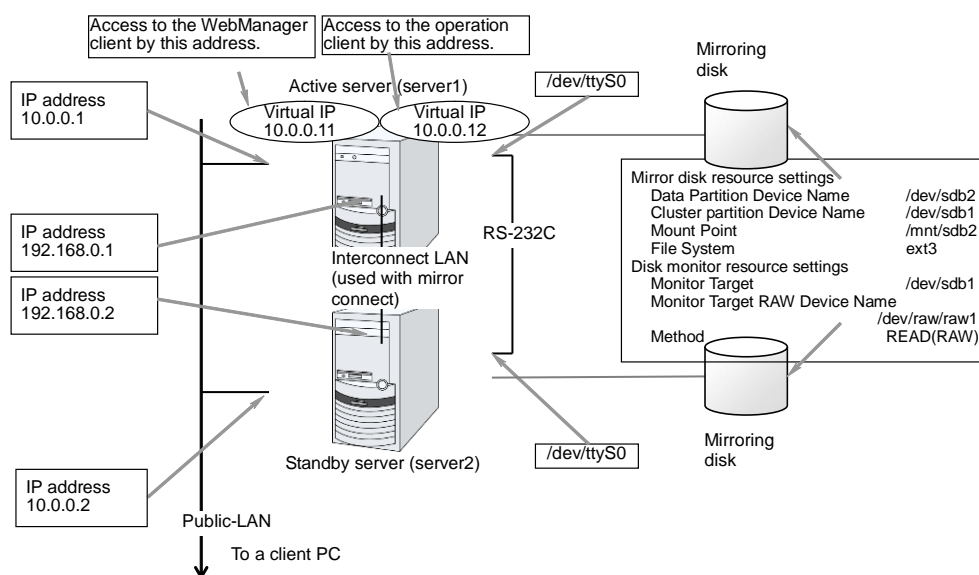 Access to the WebManager
client by this address.
Access to the operation
client by this address.
Mirroring
disk
Active server (server1)
/dev/ttyS0
IP address
10.0.0.1
Virtual IP
10.0.0.11
Virtual IP
10.0.0.12
Mirror disk resource settings
Data Partition Device Name /dev/sdb2
Cluster partition Device Name /dev/sdb1
Mount Point /mnt/sdb2
File System ext3
Disk monitor resource settings
Monitor Target /dev/sdb1
Monitor Target RAW Device Name
/dev/raw/raw1
Method READ(RAW)
IP address
192.168.0.1
RS-232C
Interconnect LAN
(used with mirror
connect)
IP address
192.168.0.2
Standby server (server2)
/dev/ttyS0
Mirroring
disk
IP address
10.0.0.2
Public-LAN
To a client PC